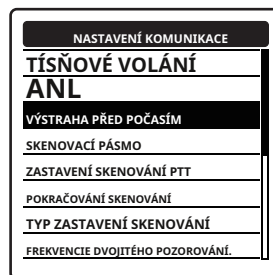 NASTAVENÍ KOMUNIKACE
TÍSŇOVÉ VOLÁNÍ
ANL
VÝSTRAHA PŘED POČASÍM
SKENOVACÍ PÁSMO
ZASTAVENÍ SKENOVÁNÍ PTT
POKRAČOVÁNÍ SKENOVÁNÍ
TYP ZASTAVENÍ SKENOVÁNÍ
FREKVENCIE DVOJITÉHO POZOROVÁNÍ.